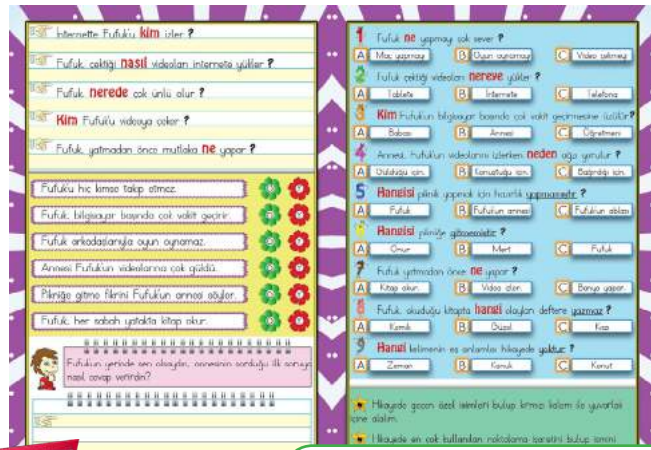 İnternette Fufuk'u kim izler ?
Fufuk, çektiği nasıl videoları internete yükler ?
Fufuk nerede çok ünlü olur ?
Kim Fufuk'u videoya çeker ?
Fufuk, yatmadan önce mutlaka ne yapar ?
Fufuk'u hiç kimse takip etmez.
Fufuk, bilgisayar başında çok vakit geçirir.
Fufuk arkadaşlarıyla oyun oynamaz.
Annesi Fufuk'un videolarına çok güldü.
Pikniğe gitme fikrini Fufuk'un annesi söyler.
Fufuk, her sabah yatakta kitap okur.
Fufuk'un yerinde sen olsaydın, annesinin sorduğu ilk soruya
nasıl cevap verirdin?
1 Fufuk ne yapmayı çok sever ?
A Maç yapmayı B Oyun oynamayı C Video çekmeyi
2 Fufuk çektiği videoları nereye yükler ?
A Tablete B İnternete C Telefona
3 Kim Fufuk'un bilgisayar başında çok vakit geçirmesine üzülür?
A Babası B Annesi C Öğretmeni
4 Annesi, Fufuk'un videolarını izlerken neden ağzı yorulur ?
A Güldüğü için. B Konuştuğu için. C Bağırdığı için.
5 Hangisi piknik yapmak için hazırlık yapmamıştır ?
A Fufuk B Fufuk'un annesi C Fufuk'un ablası
6 Hangisi pikniğe gitmemiştir ?
A Onur B Mert C Fufuk
7 Fufuk yatmadan önce ne yapar ?
A Kitap okur. B Video izler. C Banyo yapar.
8 Fufuk, okuduğu kitapta hangi olayları deftere yazmaz ?
A Komik B Güzel C
9 Hangi kelimenin eş anlamlısı hikayede yoktur ?
A Zaman B Konuk C Konut
Hikayede geçen özel isimleri bulup kırmızı kalem ile yuvarlak
içine alalım.
Hikayede en çok kullanılan noktalama işaretini bulup ismini